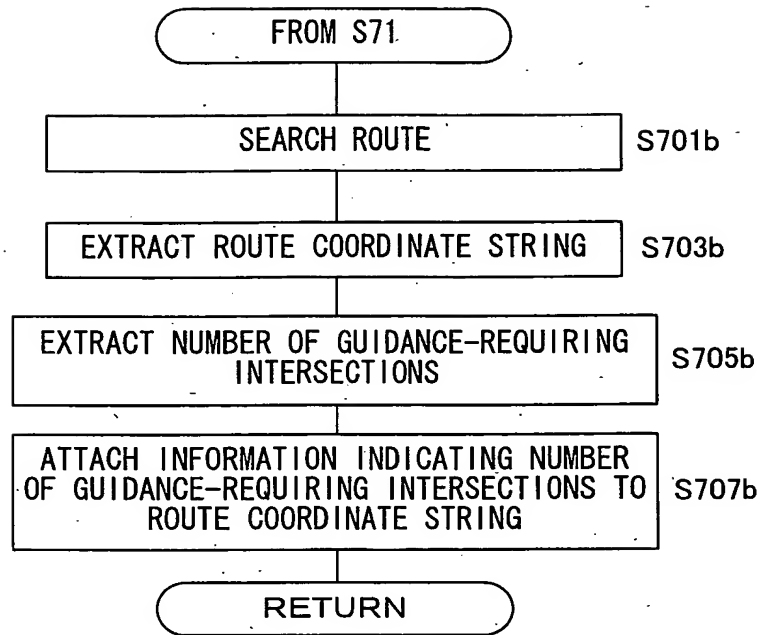 FROM S71
SEARCH ROUTE
S701b
EXTRACT ROUTE COORDINATE STRING
S703b
EXTRACT NUMBER OF GUIDANCE-REQUIRING
INTERSECTIONS
S705b
ATTACH INFORMATION INDICATING NUMBER
OF GUIDANCE-REQUIRING INTERSECTIONS TO
ROUTE COORDINATE STRING
S707b
RETURN